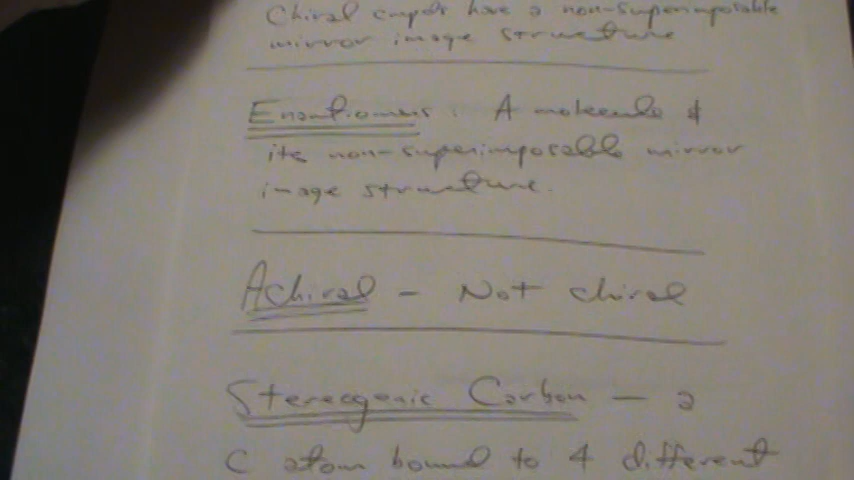 Chiral cmpds have a non-superimposable
mirror image structure
Enantiomers : A molecule &
its non-superimposable mirror
image structure.
Achiral - Not chiral
Stereogenic Carbon - a
C atom bound to 4 different